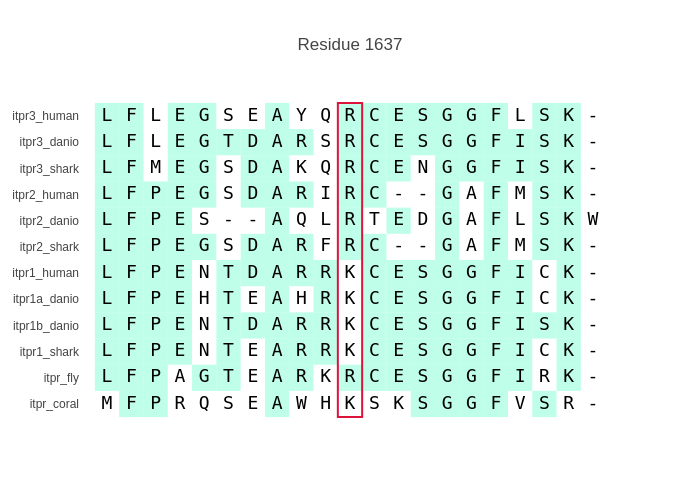 Residue 1637
itpr3_human L F L E G S E A Y Q R C E S G G F L S K -
itpr3_danio L F L E G T D A R S R C E S G G F I S K -
itpr3_shark L F M E G S D A K Q R C E N G G F I S K -
itpr2_human L F P E G S D A R I R C - - G A F M S K -
itpr2_danio L F P E S - - A Q L R T E D G A F L S K W
itpr2_shark L F P E G S D A R F R C - - G A F M S K -
itpr1_human L F P E N T D A R R K C E S G G F I C K -
itpr1a_danio L F P E H T E A H R K C E S G G F I C K -
itpr1b_danio L F P E N T D A R R K C E S G G F I S K -
itpr1_shark L F P E N T E A R R K C E S G G F I C K -
itpr_fly L F P A G T E A R K R C E S G G F I R K -
itpr_coral M F P R Q S E A W H K S K S G G F V S R -